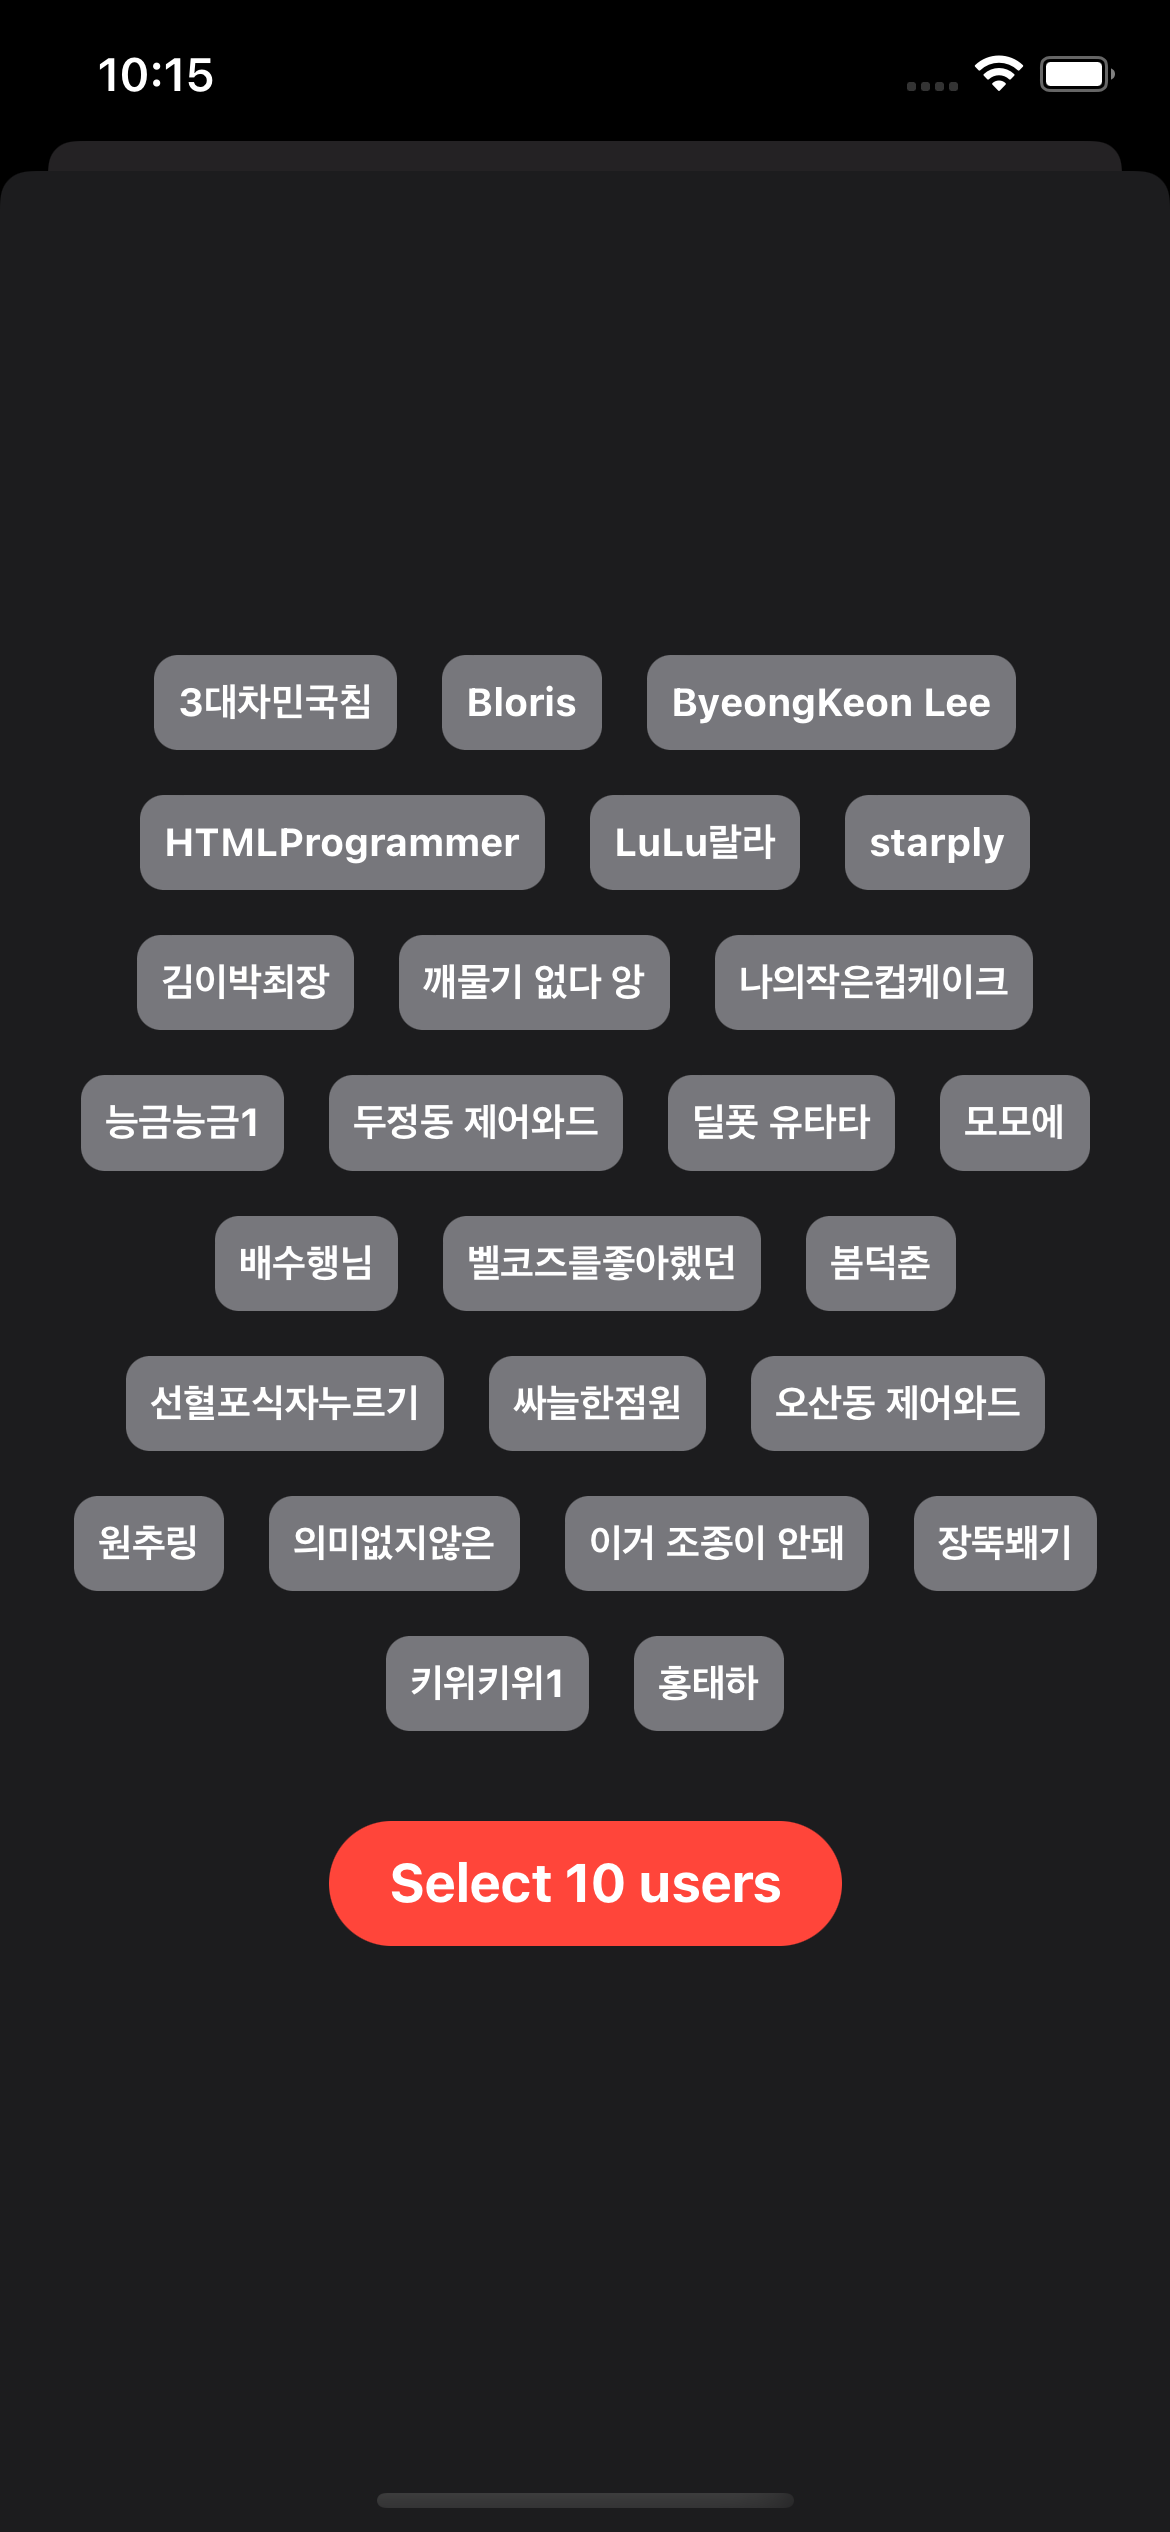 10:15
3대차민국침 Bloris ByeongKeon Lee
HTMLProgrammer LuLu랄라 starply
김이박최장 깨물기 없다 앙 나의작은컵케이크
능금능금1 두정동 제어와드 딜폿 유타타 모모에
배수행님 벨코즈를좋아했던 봄덕춘
선혈포식자누르기 싸늘한점원 오산동 제어와드
원추링 의미없지않은 이거 조종이 안돼 장뚝봬기
키위키위1 홍태하
Select 10 users